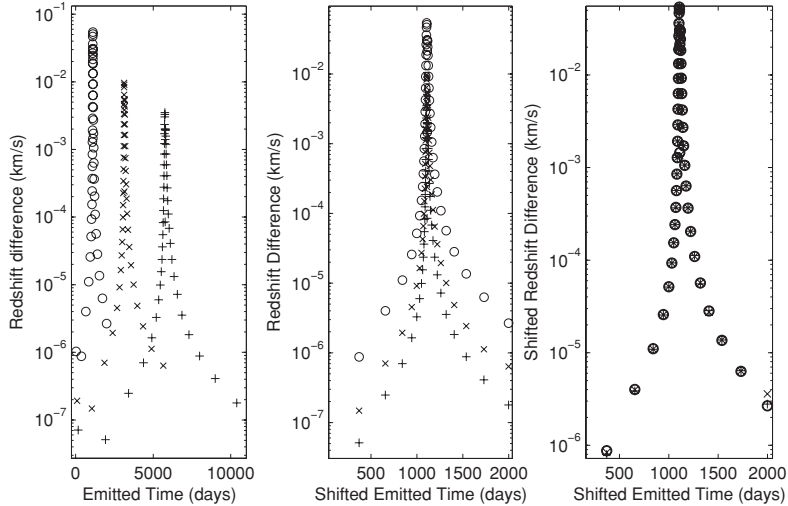 10^-1
10^-2
10^-3
10^-4
10^-5
10^-6
10^-7
0 5000 10000
Emitted Time (days)
Redshift difference (km/s)
10^-2
10^-3
10^-4
10^-5
10^-6
10^-7
500 1000 1500 2000
Shifted Emitted Time (days)
Redshift Difference (km/s)
10^-2
10^-3
10^-4
10^-5
10^-6
500 1000 1500 2000
Shifted Emitted Time (days)
Shifted Redshift Difference (km/s)